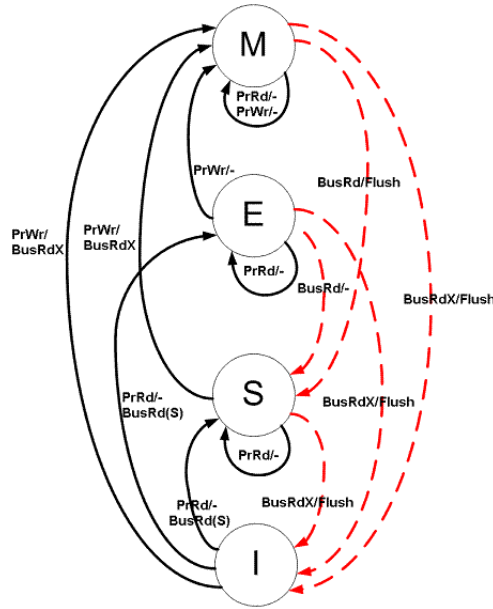 M
PrRd/-
PrWr/-
PrWr/-
BusRd/Flush
E
PrWr/
BusRdX
PrWr/
BusRdX
PrRd/-
BusRd/-
BusRdX/Flush
S
PrRd/-
BusRd(S)
BusRdX/Flush
PrRd/-
BusRdX/Flush
PrRd/-
BusRd(S)
I